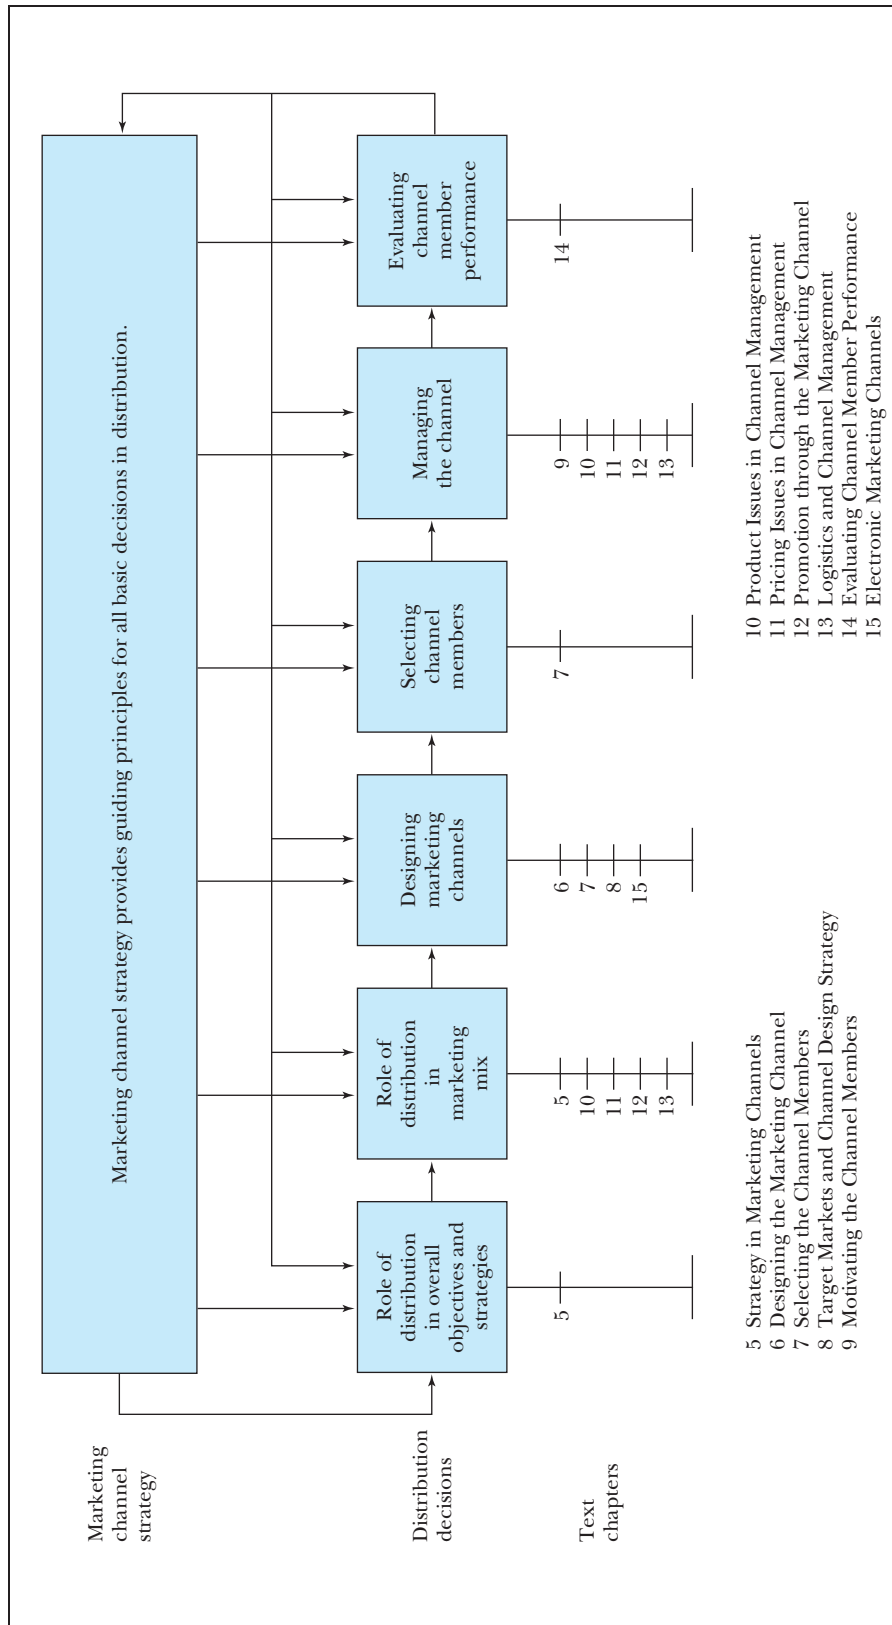 Marketing
channel
strategy
Marketing channel strategy provides guiding principles for all basic decisions in distribution.
Distribution
decisions
Role of
distribution
in overall
objectives and
strategies
Role of
distribution
in
marketing
mix
Designing
marketing
channels
Selecting
channel
members
Managing
the channel
Evaluating
channel
member
performance
Text
chapters
5
5
10
11
12
13
6
7
8
15
7
9
10
11
12
13
14
5 Strategy in Marketing Channels
6 Designing the Marketing Channel
7 Selecting the Channel Members
8 Target Markets and Channel Design Strategy
9 Motivating the Channel Members
10 Product Issues in Channel Management
11 Pricing Issues in Channel Management
12 Promotion through the Marketing Channel
13 Logistics and Channel Management
14 Evaluating Channel Member Performance
15 Electronic Marketing Channels